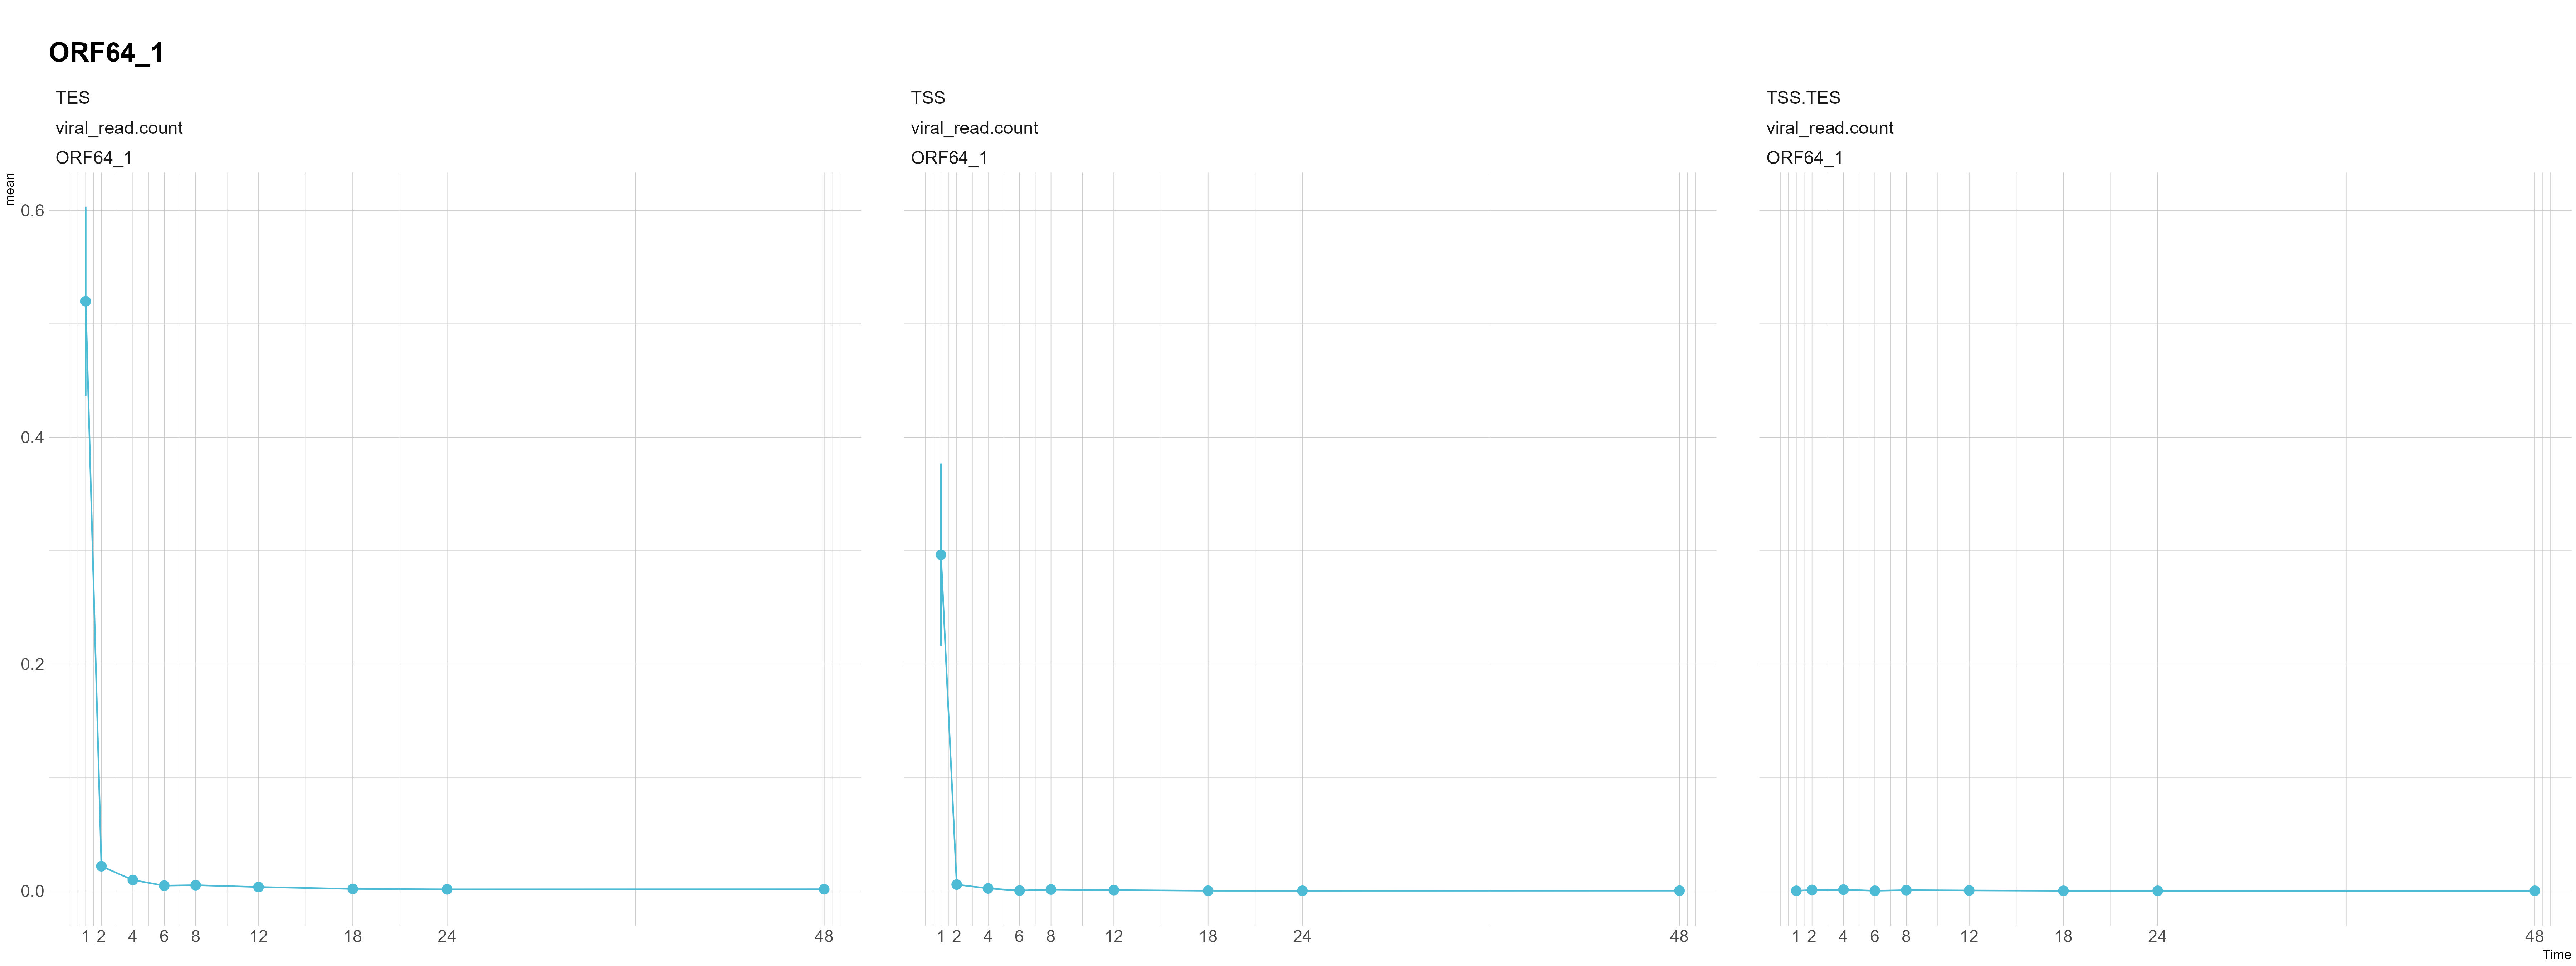 ORF64_1
TES
viral_read.count
ORF64_1
TSS
viral_read.count
ORF64_1
TSS.TES
viral_read.count
ORF64_1
mean
0.6
0.4
0.2
0.0
1 2 4 6 8 12 18 24 48
1 2 4 6 8 12 18 24 48
1 2 4 6 8 12 18 24 48
Time